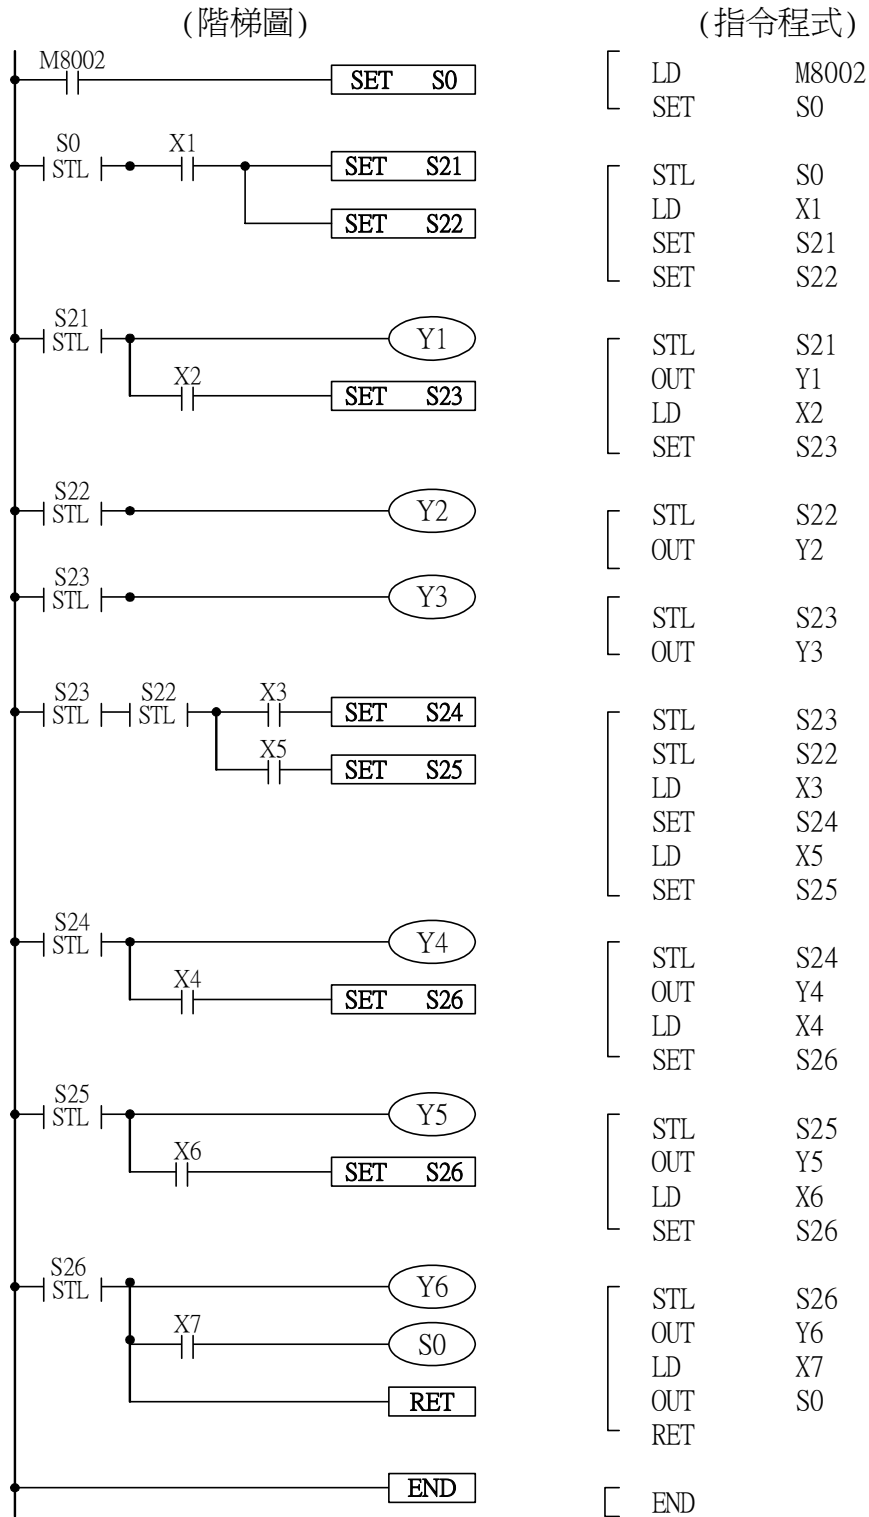 (階梯圖)
M8002
SET S0
S0
STL
X1
SET S21
SET S22
S21
STL
Y1
X2
SET S23
S22
STL
Y2
S23
STL
Y3
S23
STL
S22
STL
X3
SET S24
X5
SET S25
S24
STL
Y4
X4
SET S26
S25
STL
Y5
X6
SET S26
S26
STL
Y6
X7
S0
RET
END
(指令程式)
LD M8002
SET S0
STL S0
LD X1
SET S21
SET S22
STL S21
OUT Y1
LD X2
SET S23
STL S22
OUT Y2
STL S23
OUT Y3
STL S23
STL S22
LD X3
SET S24
LD X5
SET S25
STL S24
OUT Y4
LD X4
SET S26
STL S25
OUT Y5
LD X6
SET S26
STL S26
OUT Y6
LD X7
OUT S0
RET
END